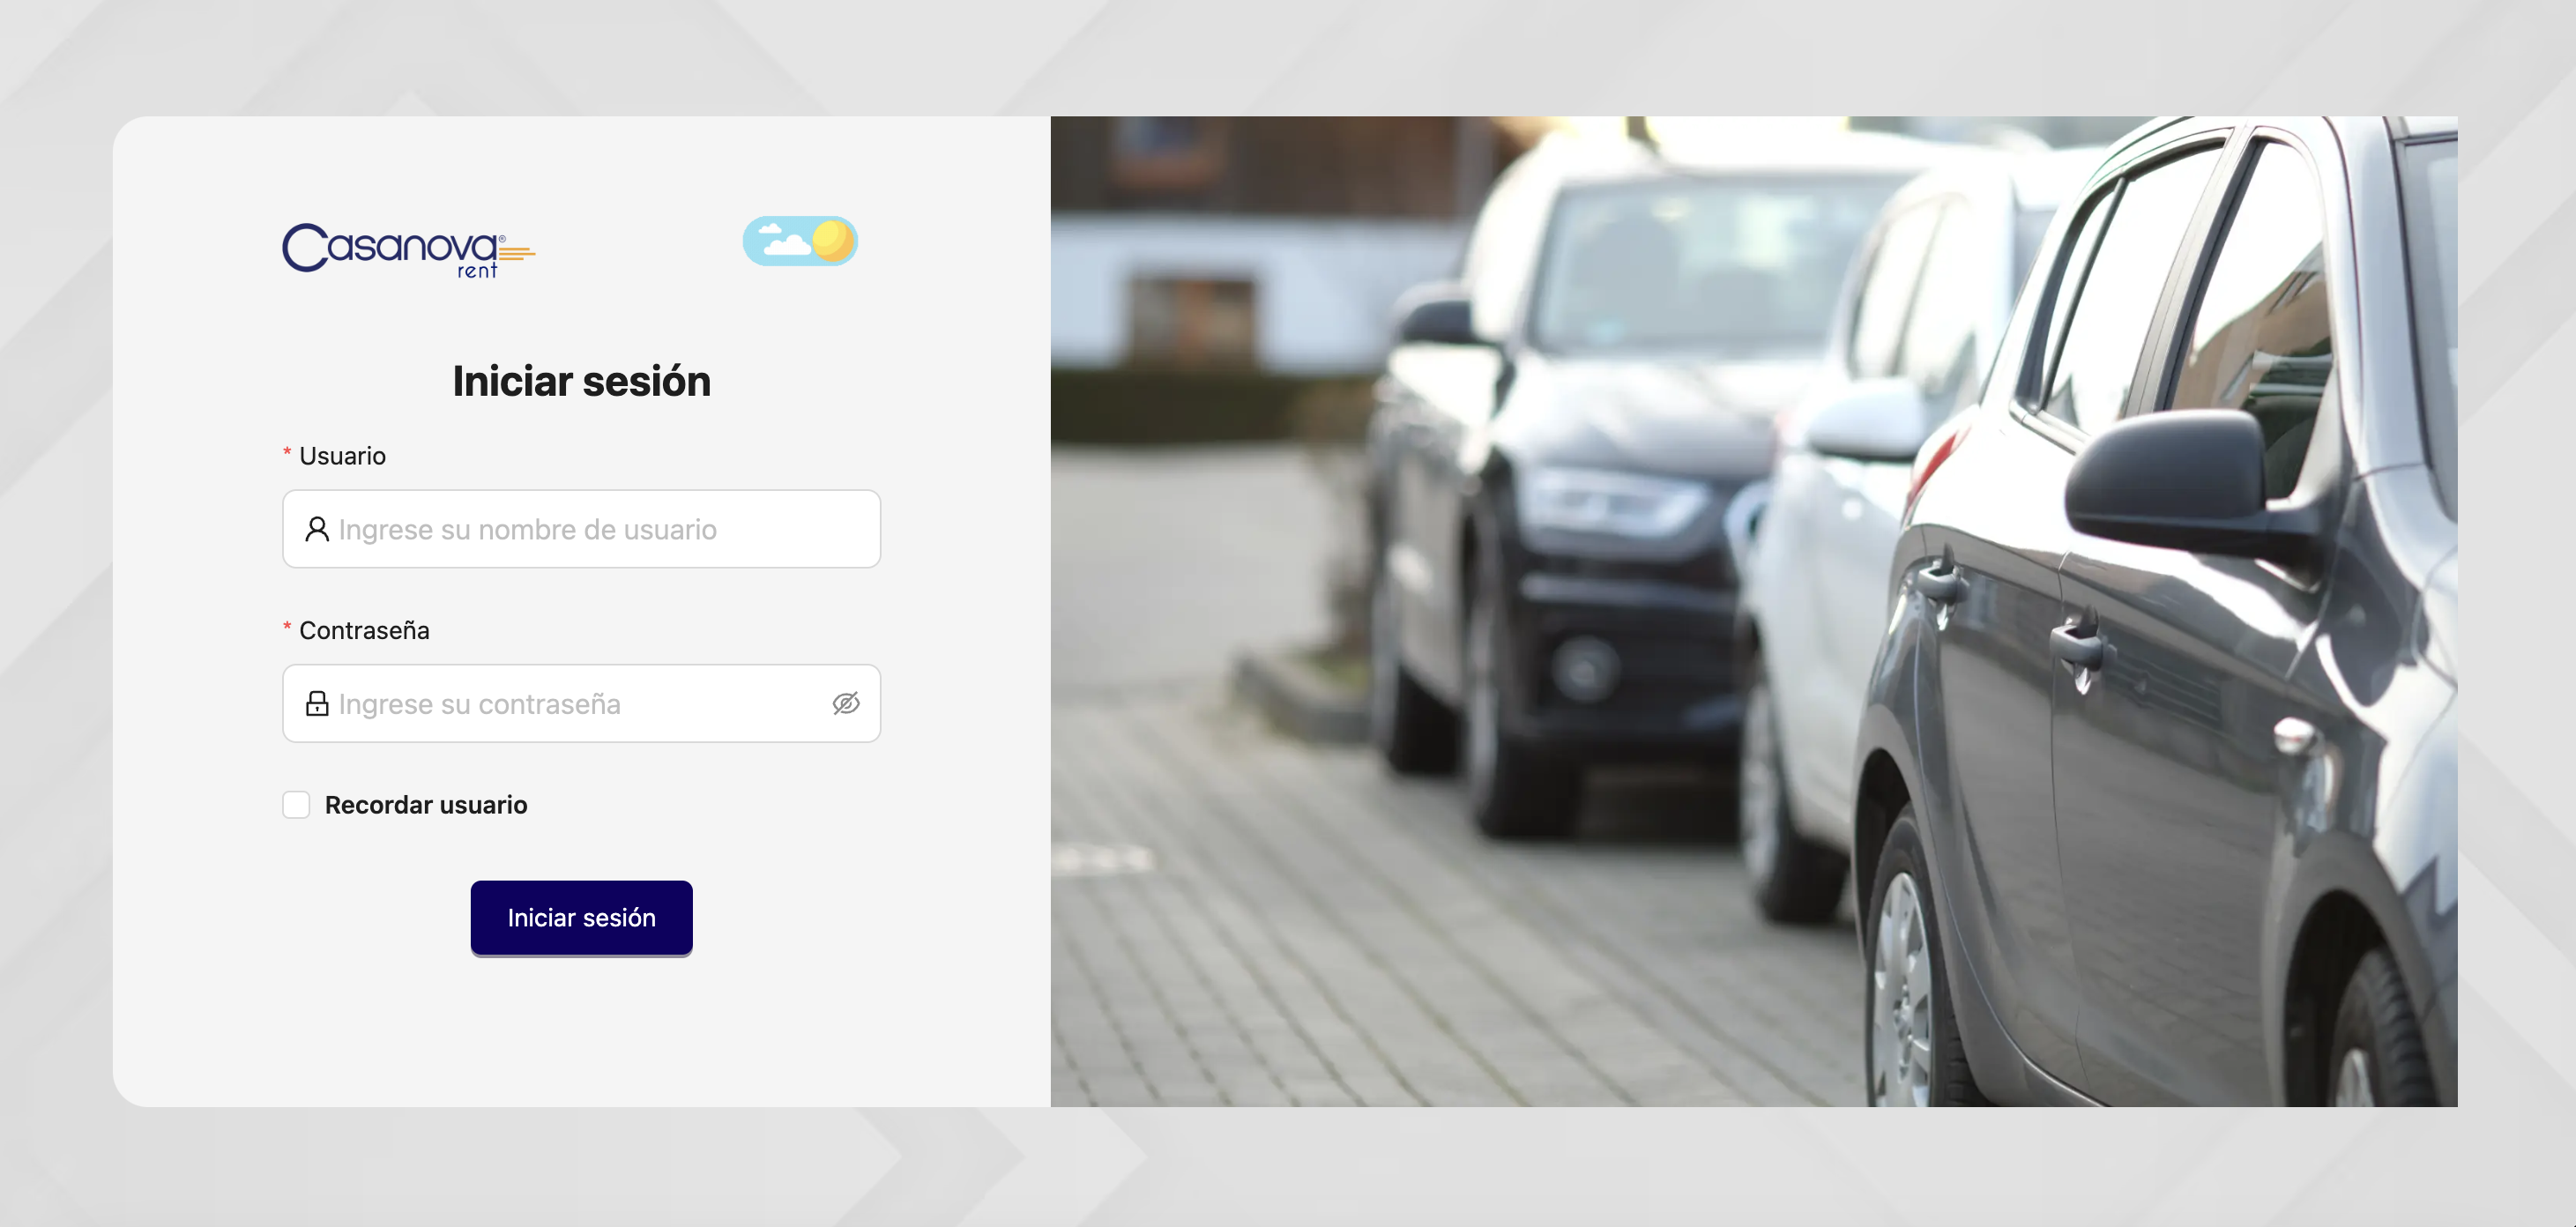 Casanova®
rent
Iniciar sesión
* Usuario
Ingrese su nombre de usuario
* Contraseña
Ingrese su contraseña
Recordar usuario
Iniciar sesión